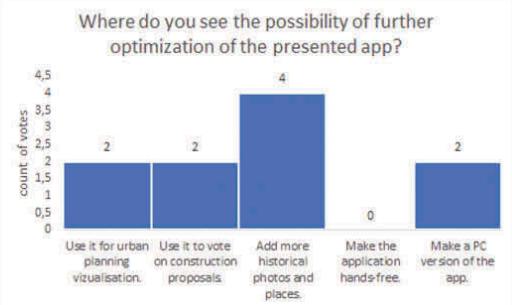 Where do you see the possibility of further
optimization of the presented app?
count of votes
4,5
4
3,5
3
2,5
2
1,5
1
0,5
0
2
2
4
0
2
Use it for urban
planning
vizualisation.
Use it to vote
on construction
proposals.
Add more
historical
photos and
places.
Make the
application
hands-free.
Make a PC
version of the
app.